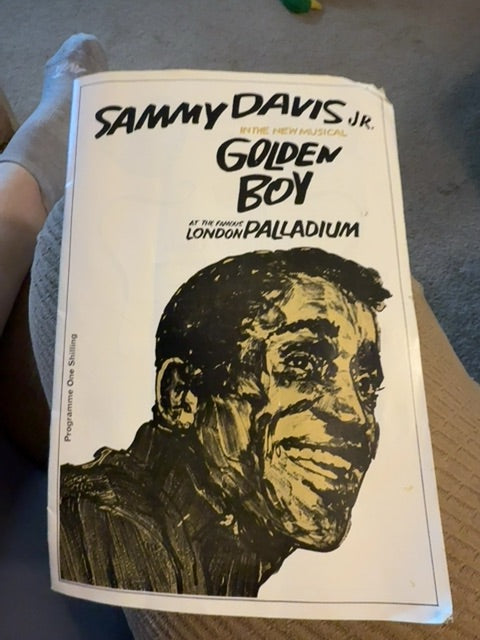 SAMMY DAVIS JR.
IN THE NEW MUSICAL
GOLDEN
BOY
AT THE FAMOUS
LONDON PALLADIUM
Programme One Shilling